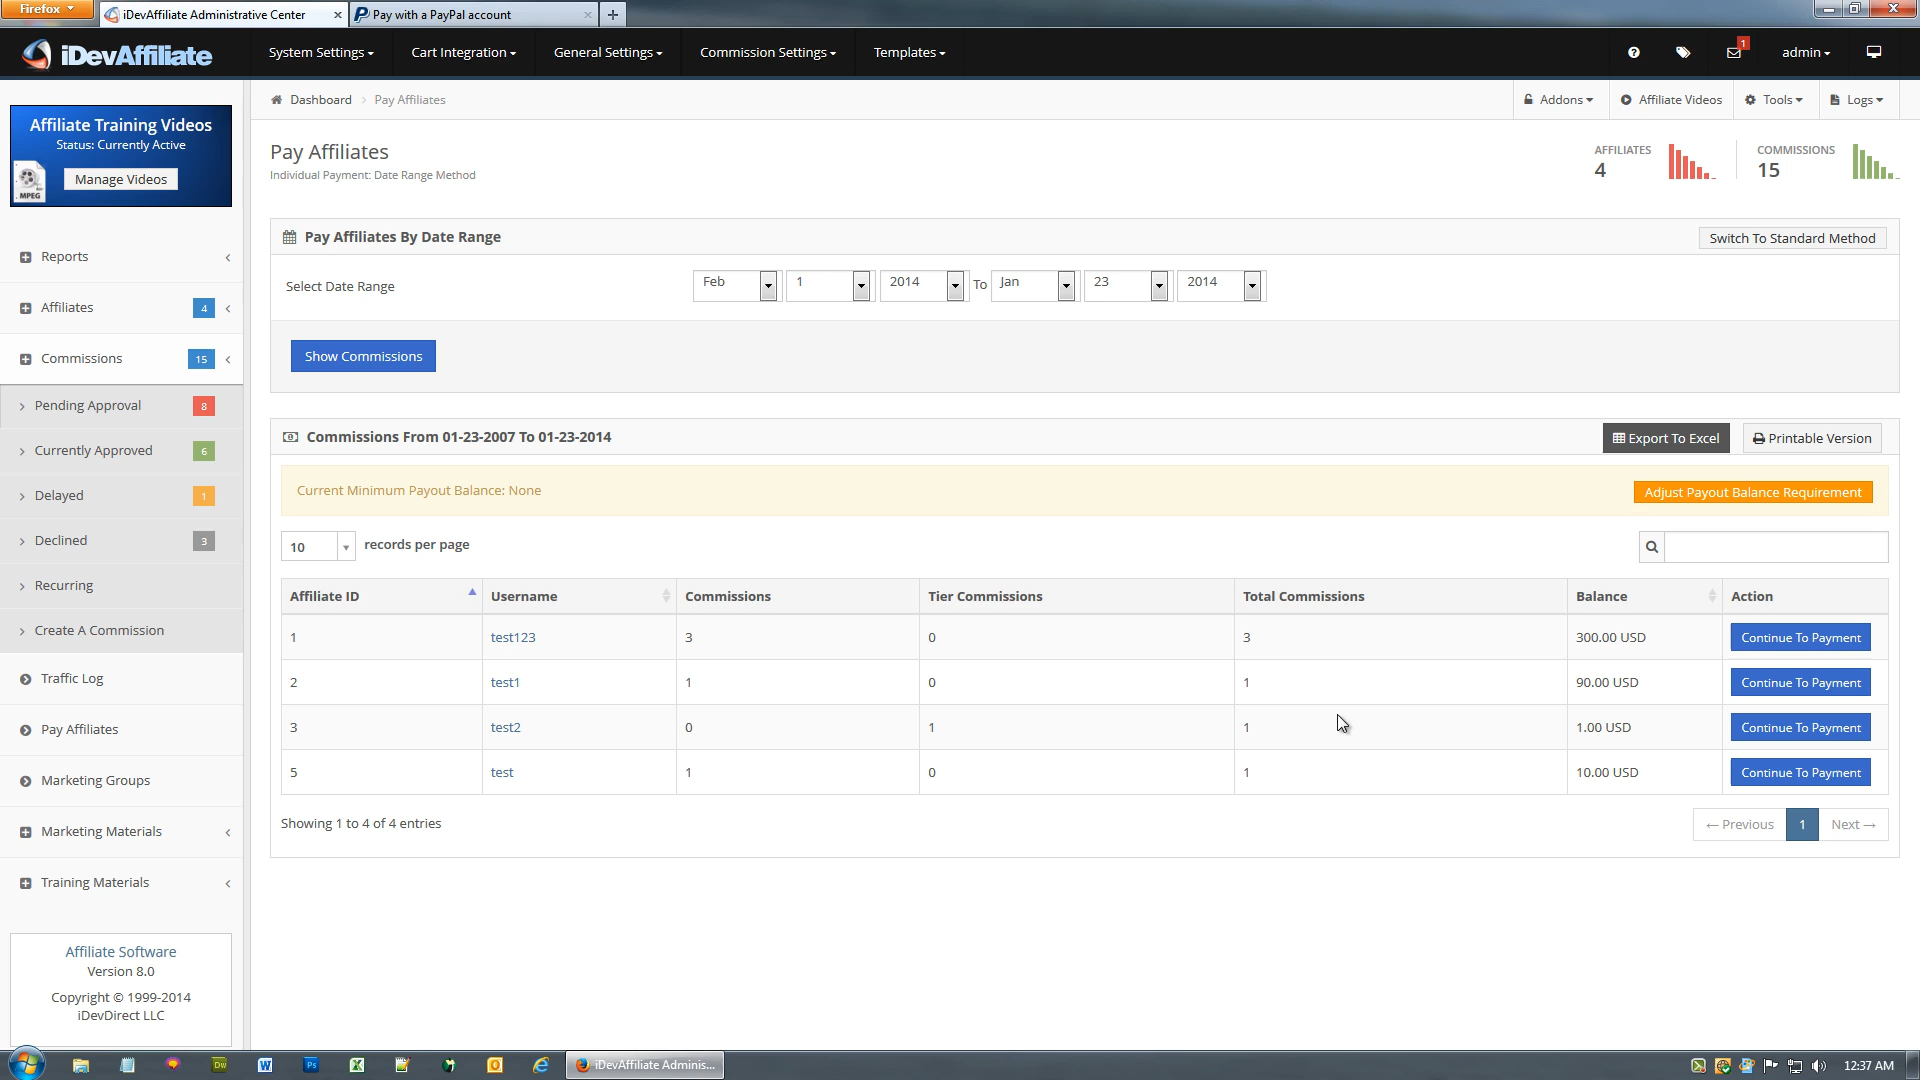 Firefox
iDevAffiliate Administrative Center
Pay with a PayPal account
iDevAffiliate
System Settings
Cart Integration
General Settings
Commission Settings
Templates
1
admin
Dashboard
Pay Affiliates
Addons
Affiliate Videos
Tools
Logs
Affiliate Training Videos
Status: Currently Active
Manage Videos
MPEG
Pay Affiliates
Individual Payment: Date Range Method
AFFILIATES
4
COMMISSIONS
15
Reports
Affiliates 4
Commissions 15
Pending Approval 8
Currently Approved 6
Delayed 1
Declined 3
Recurring
Create A Commission
Traffic Log
Pay Affiliates
Marketing Groups
Marketing Materials
Training Materials
Affiliate Software
Version 8.0
Copyright © 1999-2014
iDevDirect LLC
Pay Affiliates By Date Range
Switch To Standard Method
Select Date Range Feb 1 2014 To Jan 23 2014
Show Commissions
Commissions From 01-23-2007 To 01-23-2014
Export To Excel
Printable Version
Current Minimum Payout Balance: None
Adjust Payout Balance Requirement
10 records per page
Affiliate ID Username Commissions Tier Commissions Total Commissions Balance Action
1 test123 3 0 3 300.00 USD Continue To Payment
2 test1 1 0 1 90.00 USD Continue To Payment
3 test2 0 1 1 1.00 USD Continue To Payment
5 test 1 0 1 10.00 USD Continue To Payment
Showing 1 to 4 of 4 entries
← Previous 1 Next →
Dw
W
Ps
X
iDevAffiliate Adminis...
12:37 AM